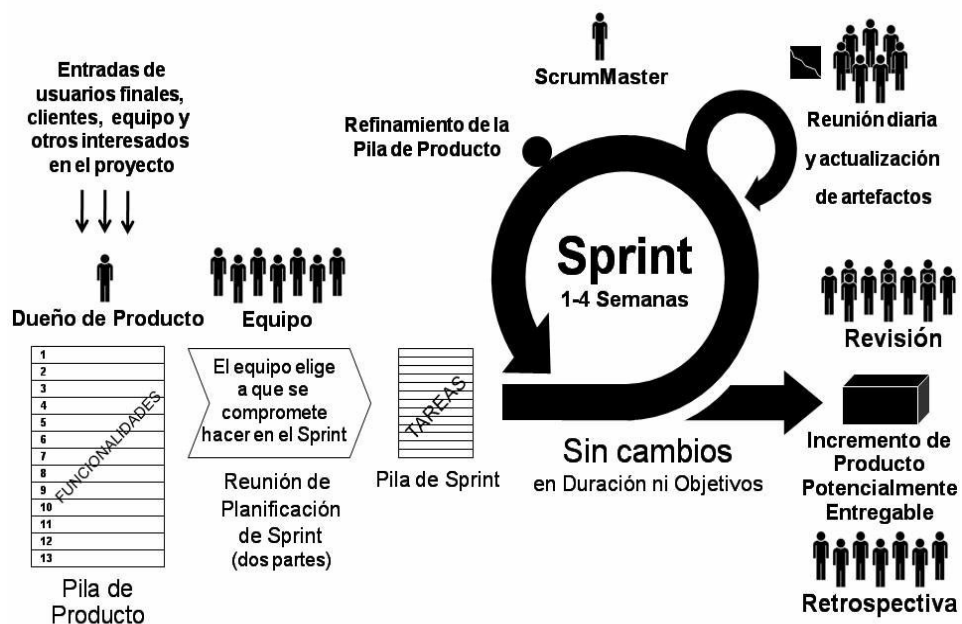 Entradas de
usuarios finales,
clientes, equipo y
otros interesados
en el proyecto
Dueño de Producto
1
2
3
4
5
6
7
8
9
10
11
12
13
FUNCIONALIDADES
Pila de
Producto
Equipo
El equipo elige
a que se
compromete
hacer en el Sprint
Reunión de
Planificación
de Sprint
(dos partes)
TAREAS
Pila de Sprint
ScrumMaster
Refinamiento de la
Pila de Producto
Sprint
1-4 Semanas
Sin cambios
en Duración ni Objetivos
Reunión diaria
y actualización
de artefactos
Revisión
Incremento de
Producto
Potencialmente
Entregable
Retrospectiva